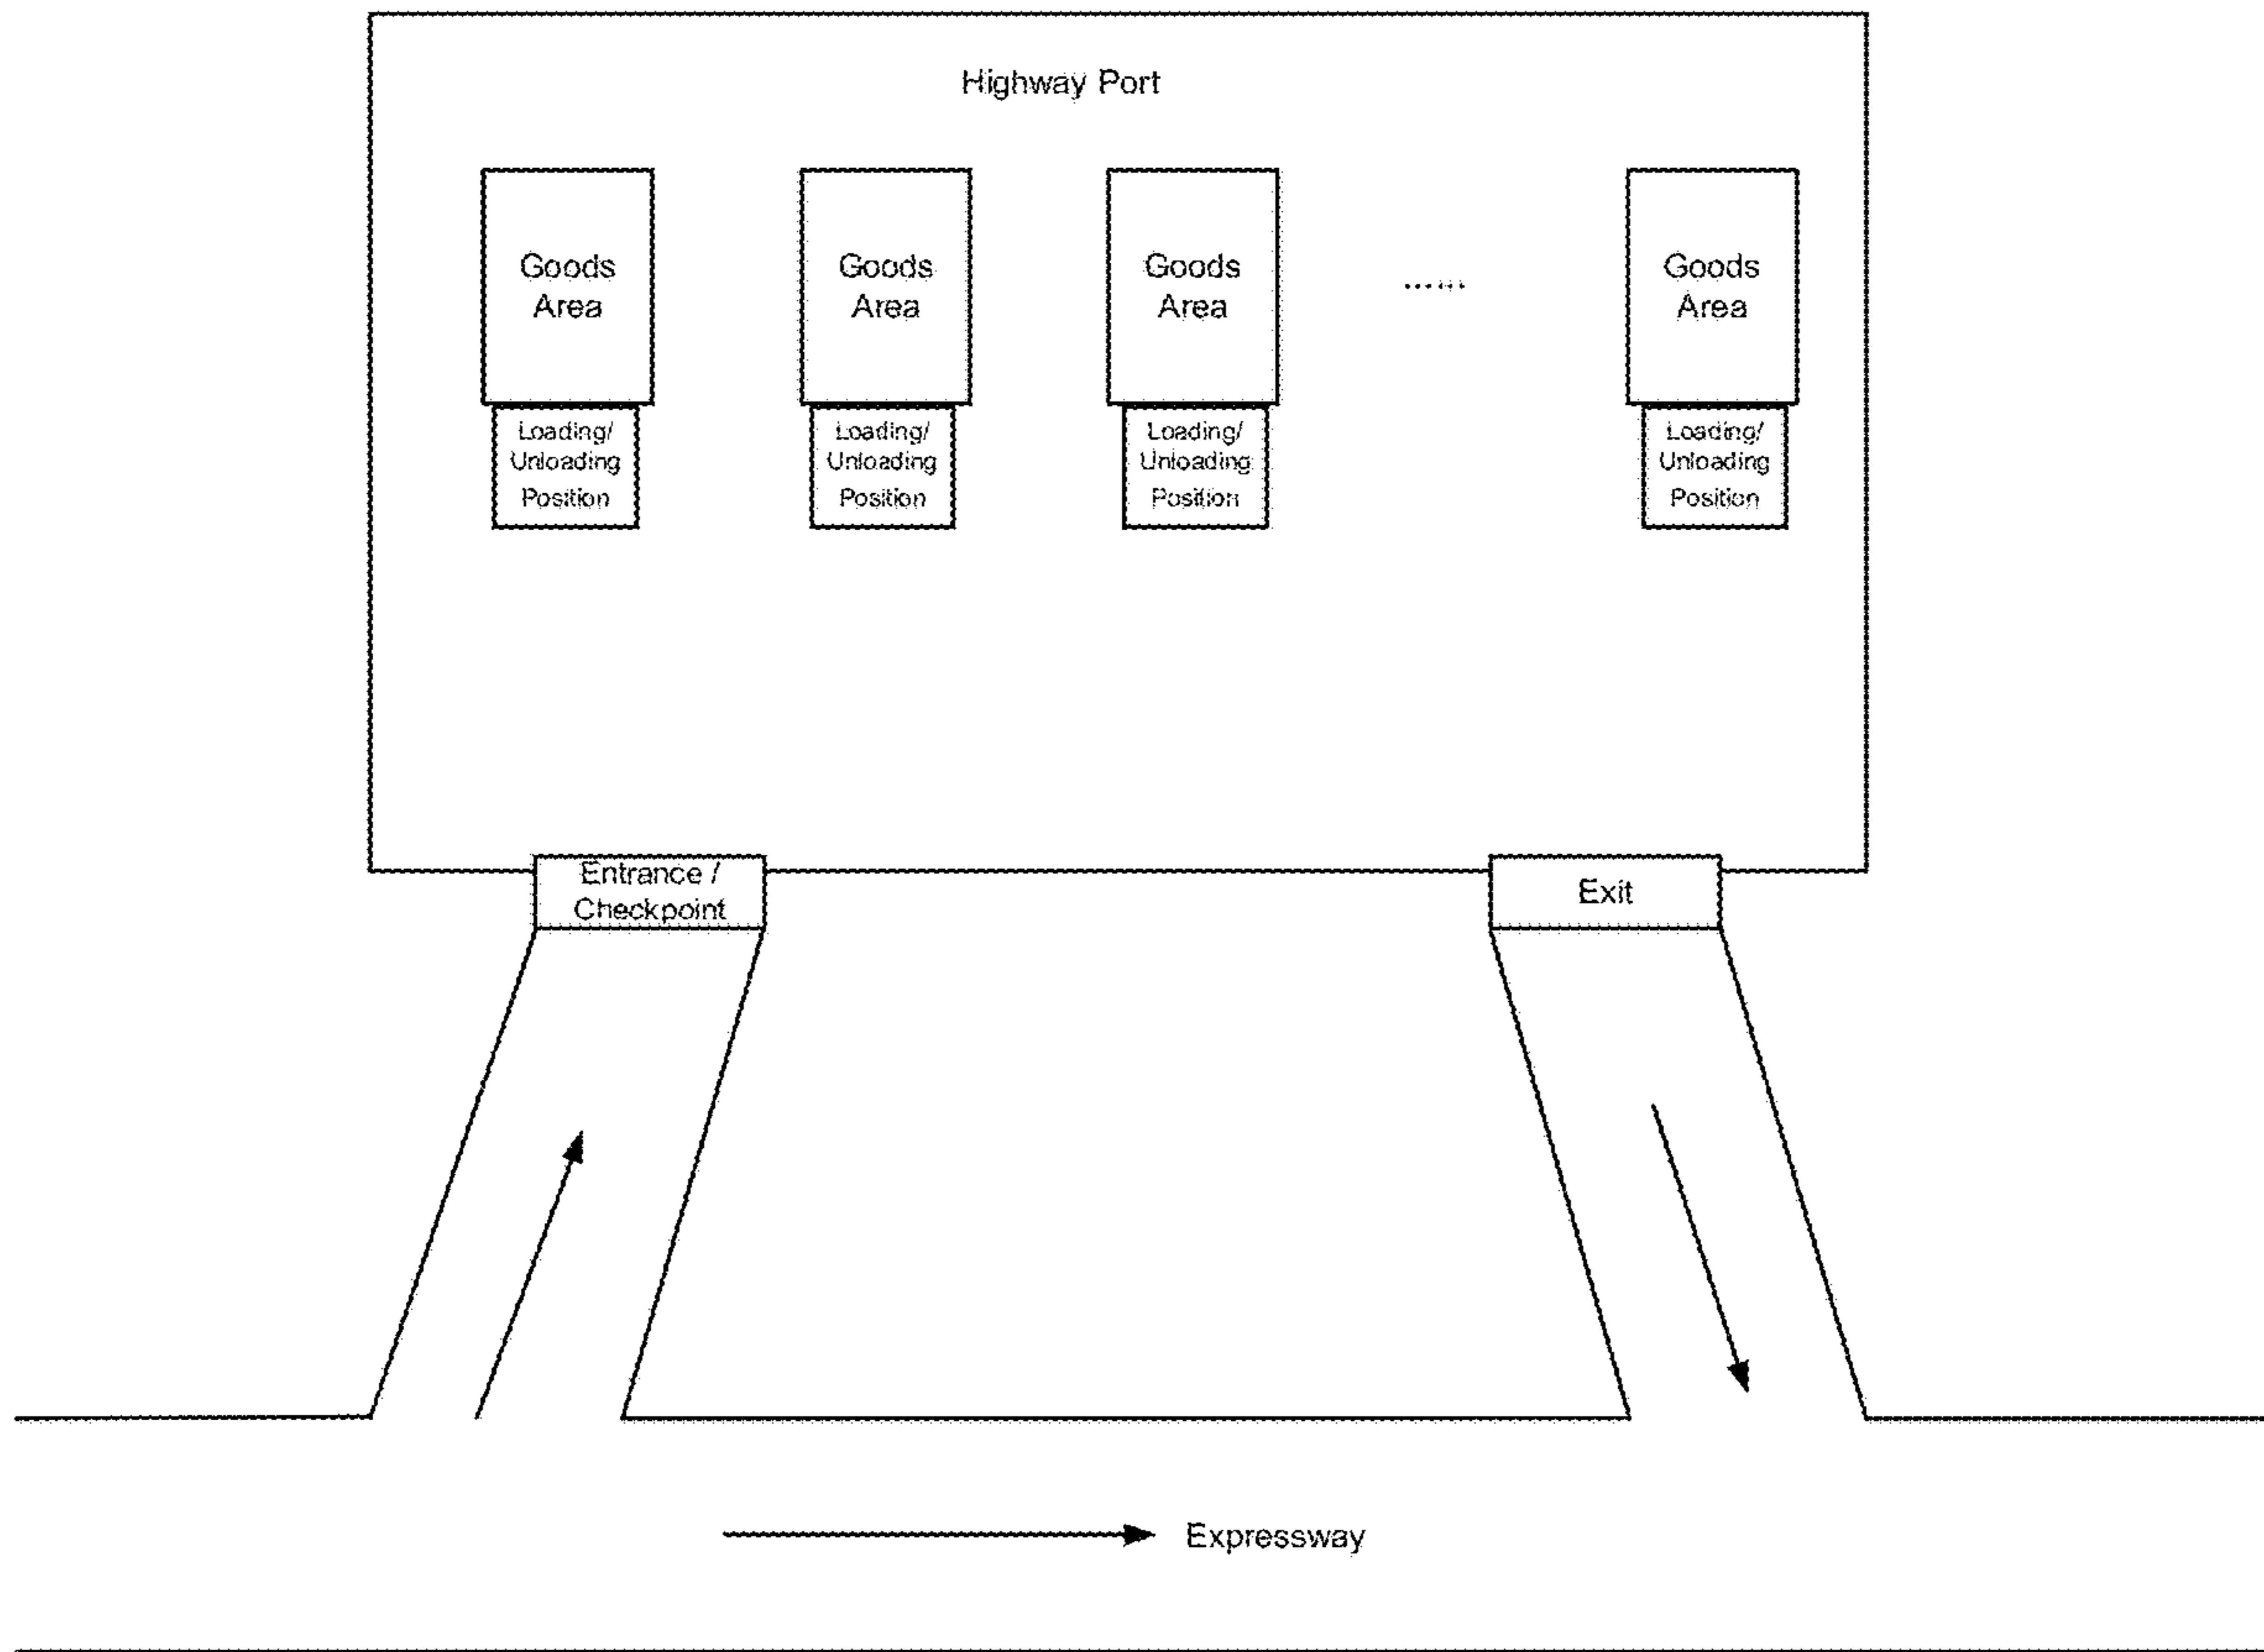 Highway Port
Goods
Area
Goods
Area
Goods
Area
......
Goods
Area
Loading/
Unloading
Position
Loading/
Unloading
Position
Loading/
Unloading
Position
Loading/
Unloading
Position
Entrance /
Checkpoint
Exit
Expressway